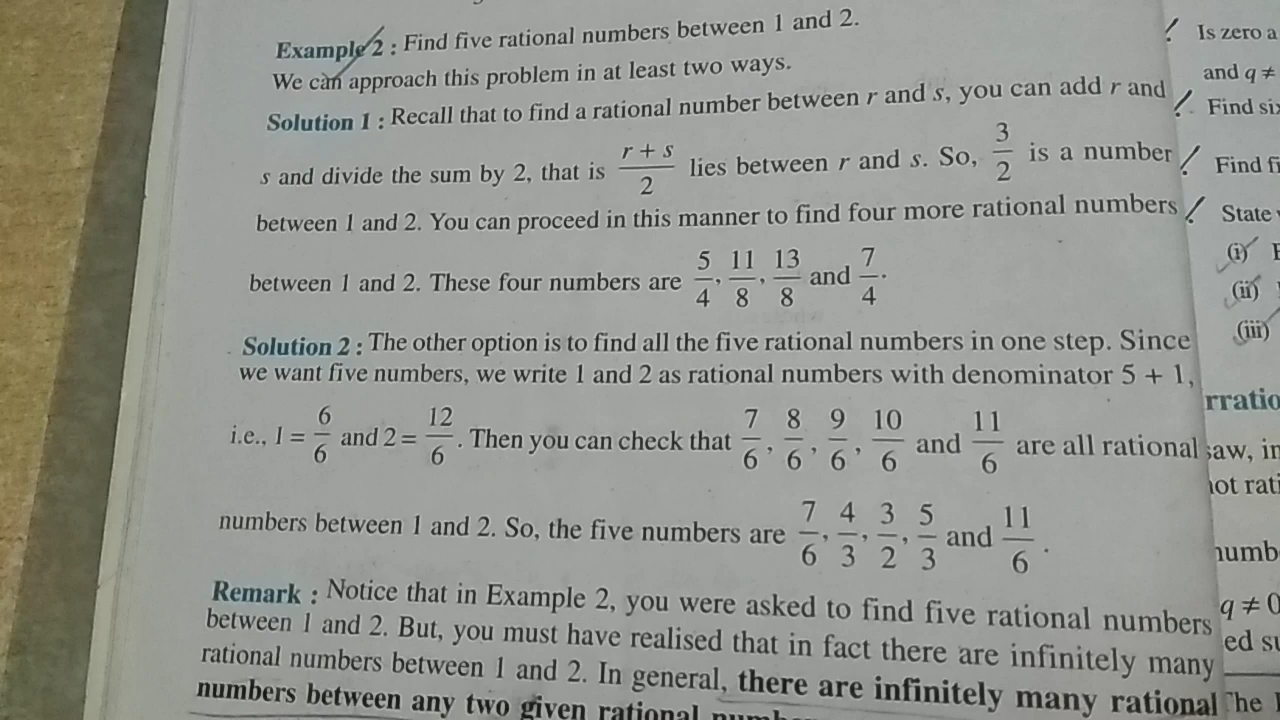 Example 2 : Find five rational numbers between 1 and 2.
We can approach this problem in at least two ways.
Solution 1 : Recall that to find a rational number between r and s, you can add r and
s and divide the sum by 2, that is (r + s)/2 lies between r and s. So, 3/2 is a number
between 1 and 2. You can proceed in this manner to find four more rational numbers
between 1 and 2. These four numbers are 5/4, 11/8, 13/8 and 7/4.
Solution 2 : The other option is to find all the five rational numbers in one step. Since
we want five numbers, we write 1 and 2 as rational numbers with denominator 5 + 1,
i.e., 1 = 6/6 and 2 = 12/6. Then you can check that 7/6, 8/6, 9/6, 10/6 and 11/6 are all rational
numbers between 1 and 2. So, the five numbers are 7/6, 4/3, 3/2, 5/3 and 11/6.
Remark : Notice that in Example 2, you were asked to find five rational numbers
between 1 and 2. But, you must have realised that in fact there are infinitely many
rational numbers between 1 and 2. In general, there are infinitely many rational
numbers between any two given rational
Is zero a
and q ≠
Find
Find
State
(i)
(ii)
(iii)
q ≠ 0